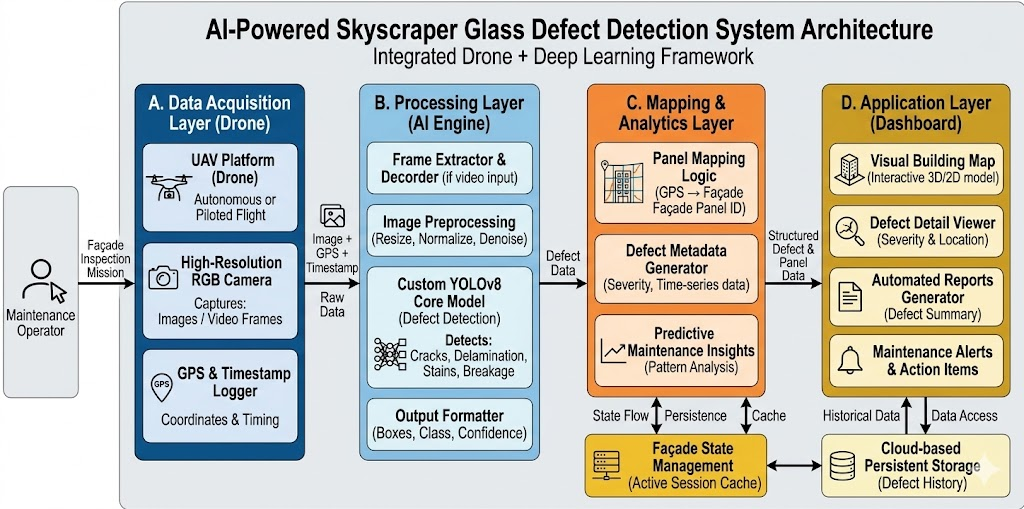 AI-Powered Skyscraper Glass Defect Detection System Architecture
Integrated Drone + Deep Learning Framework
Maintenance
Operator
Façade
Inspection
Mission
A. Data Acquisition
Layer (Drone)
UAV Platform
(Drone)
Autonomous or
Piloted Flight
High-Resolution
RGB Camera
Captures:
Images / Video Frames
GPS
GPS & Timestamp
Logger
Coordinates & Timing
Image +
GPS +
Timestamp
Raw
Data
B. Processing Layer
(AI Engine)
Frame Extractor &
Decorder (if video input)
Image Preprocessing
(Resize, Normalize, Denoise)
Custom YOLOv8
Core Model
(Defect Detection)
Detects:
Cracks, Delamination,
Stains, Breakage
Output Formatter
(Boxes, Class, Confidence)
Defect
Data
C. Mapping &
Analytics Layer
Panel Mapping
Logic
(GPS → Façade
Façade Panel ID)
Defect Metadata
Generator
(Severity, Time-series data)
Predictive
Maintenance Insights
(Pattern Analysis)
Structured
Defect &
Panel
Data
D. Application Layer
(Dashboard)
Visual Building Map
(Interactive 3D/2D model)
Defect Detail Viewer
(Severity & Location)
Automated Reports
Generator
(Defect Summary)
Maintenance Alerts
& Action Items
State Flow
Persistence
Cache
Historical Data
Data Access
Façade State
Management
(Active Session Cache)
Cloud-based
Persistent Storage
(Defect History)